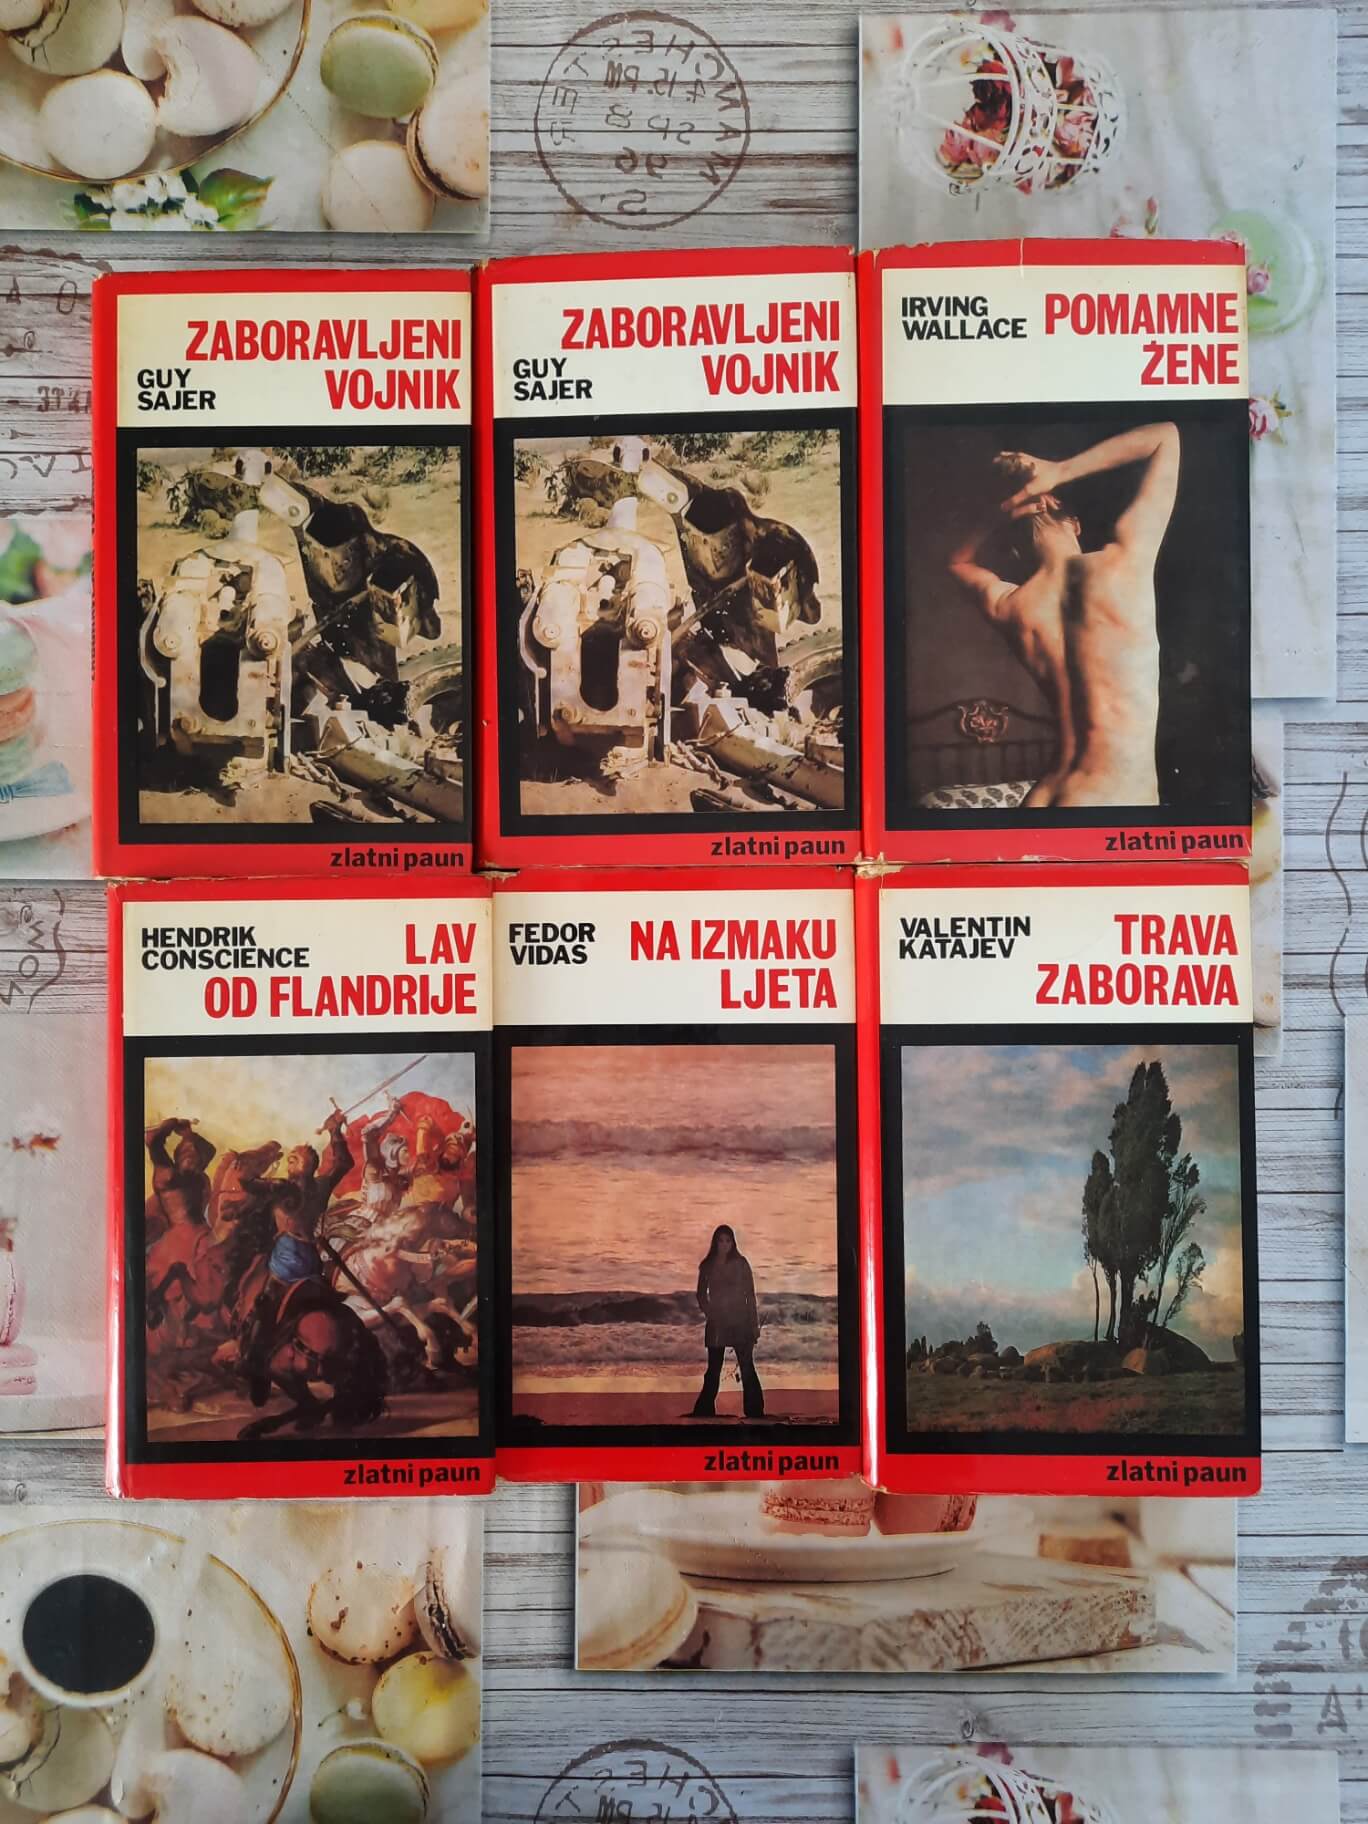 ZABORAVLJENI
VOJNIK
GUY
SAJER
zlatni paun
ZABORAVLJENI
VOJNIK
GUY
SAJER
zlatni paun
IRVING
WALLACE
POMAMNE
ŽENE
zlatni paun
HENDRIK
CONSCIENCE
LAV
OD FLANDRIJE
zlatni paun
FEDOR
VIDAS
NA IZMAKU
LJETA
zlatni paun
VALENTIN
KATAJEV
TRAVA
ZABORAVA
zlatni paun